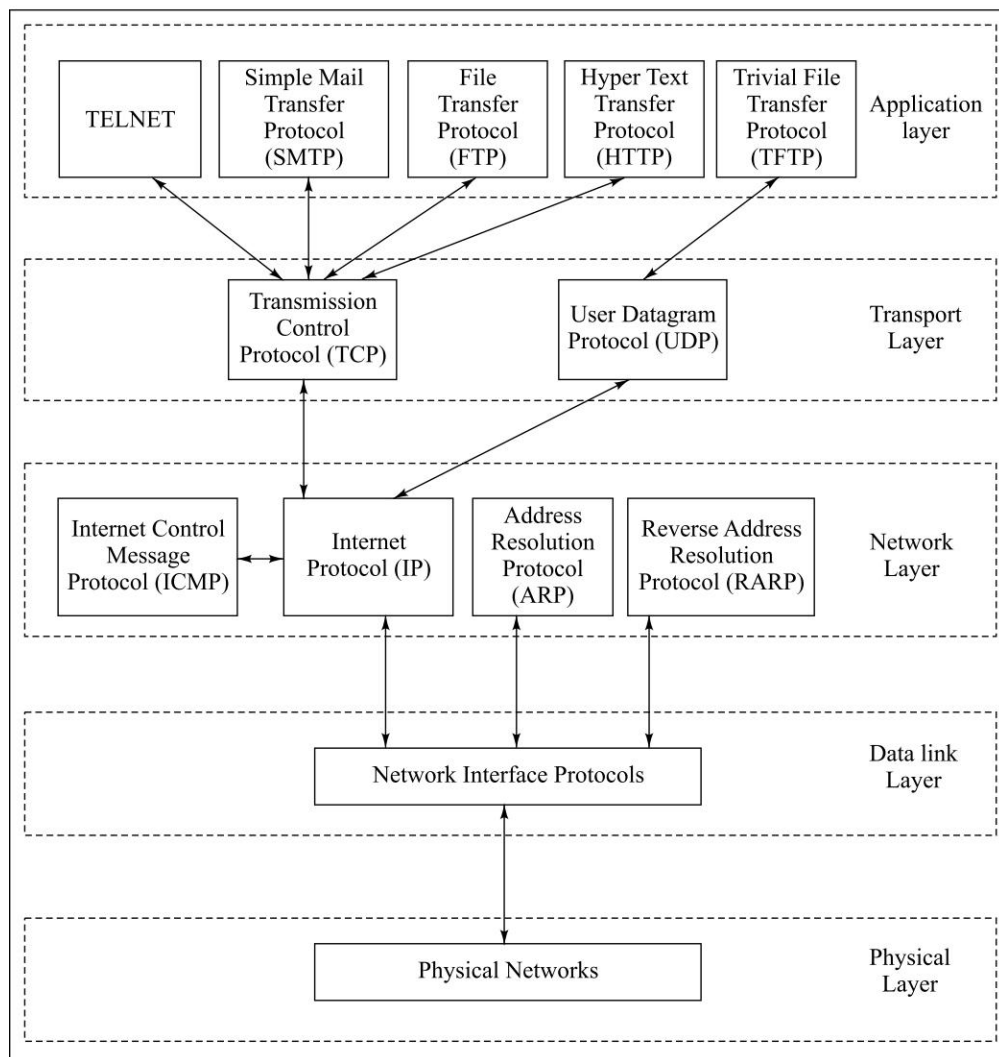 TELNET
Simple Mail
Transfer
Protocol
(SMTP)
File
Transfer
Protocol
(FTP)
Hyper Text
Transfer
Protocol
(HTTP)
Trivial File
Transfer
Protocol
(TFTP)
Application
layer
Transmission
Control
Protocol (TCP)
User Datagram
Protocol (UDP)
Transport
Layer
Internet Control
Message
Protocol (ICMP)
Internet
Protocol (IP)
Address
Resolution
Protocol
(ARP)
Reverse Address
Resolution
Protocol (RARP)
Network
Layer
Network Interface Protocols
Data link
Layer
Physical Networks
Physical
Layer